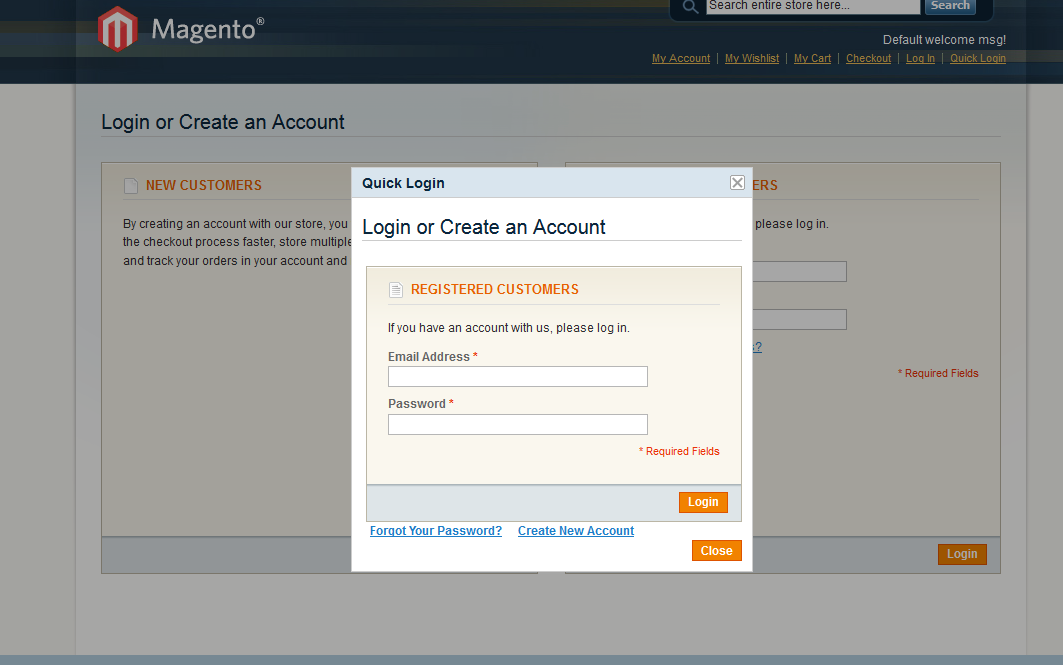 Magento®
Search entire store here...
Search
Default welcome msg!
My Account | My Wishlist | My Cart | Checkout | Log In | Quick Login
Login or Create an Account
NEW CUSTOMERS
By creating an account with our store, you
the checkout process faster, store multiple
and track your orders in your account and
please log in.
* Required Fields
Login
Quick Login
Login or Create an Account
REGISTERED CUSTOMERS
If you have an account with us, please log in.
Email Address *
Password *
* Required Fields
Login
Forgot Your Password? Create New Account
Close